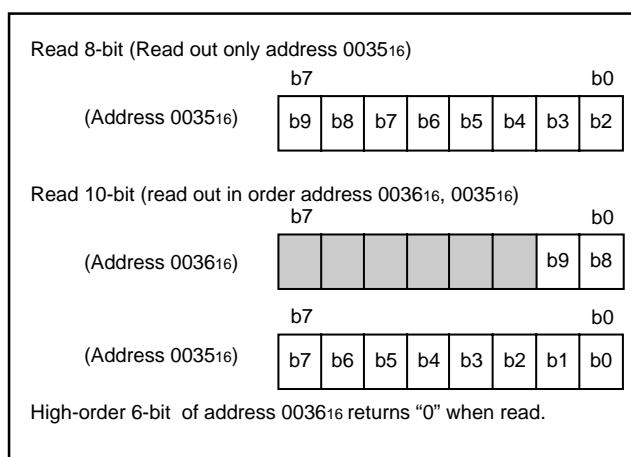 Read 8-bit (Read out only address 003516)
b7 b0
(Address 003516) b9 b8 b7 b6 b5 b4 b3 b2
Read 10-bit (read out in order address 003616, 003516)
b7 b0
(Address 003616) b9 b8
b7 b0
(Address 003516) b7 b6 b5 b4 b3 b2 b1 b0
High-order 6-bit of address 003616 returns “0” when read.